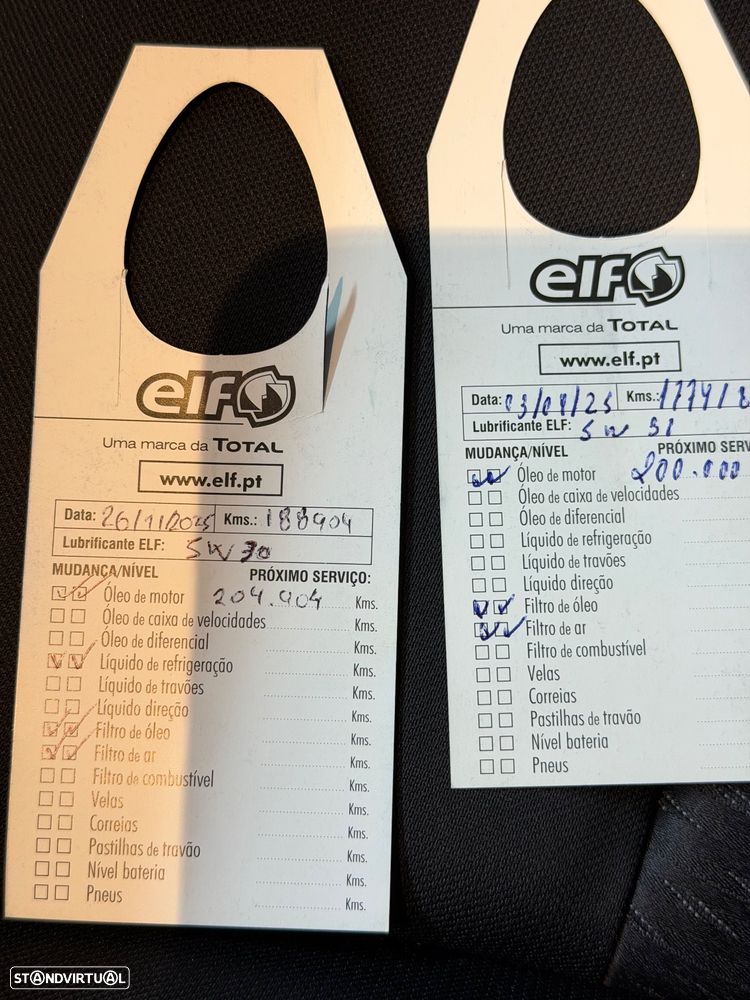 elf
Uma marca da TOTAL
www.elf.pt
Data: 26/11/2025 Kms.: 188904
Lubrificante ELF: 5W30
MUDANÇA/NÍVEL PRÓXIMO SERVIÇO:
Óleo de motor 204.904 Kms.
Óleo de caixa de velocidades Kms.
Óleo de diferencial Kms.
Líquido de refrigeração Kms.
Líquido de travões Kms.
Líquido direção Kms.
Filtro de óleo Kms.
Filtro de ar Kms.
Filtro de combustível Kms.
Velas Kms.
Correias Kms.
Pastilhas de travão Kms.
Nível bateria Kms.
Pneus Kms.
elf
Uma marca da TOTAL
www.elf.pt
Data: Kms.:
Lubrificante ELF: 5W
MUDANÇA/NÍVEL PRÓXIMO SERV
Óleo de motor 200.000
Óleo de caixa de velocidades
Óleo de diferencial
Líquido de refrigeração
Líquido de travões
Líquido direção
Filtro de óleo
Filtro de ar
Filtro de combustível
Velas
Correias
Pastilhas de travão
Nível bateria
Pneus
STANDVIRTUAL